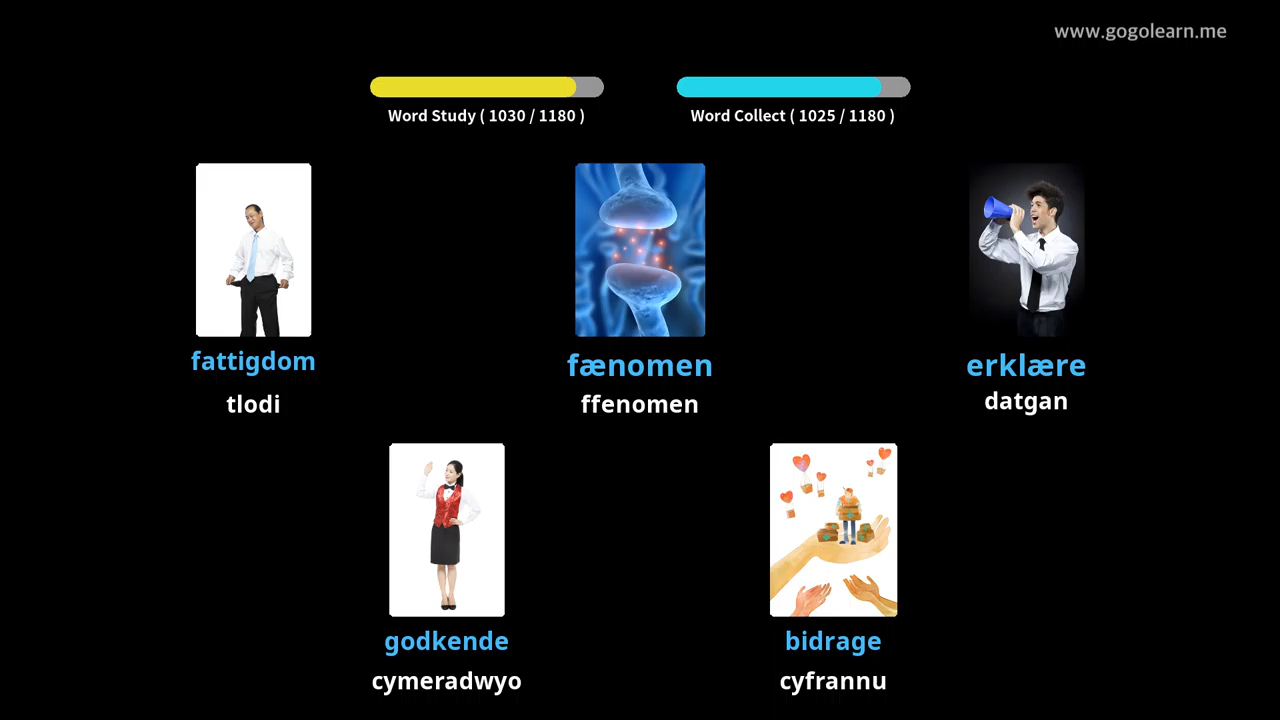 www.gogolearn.me
Word Study ( 1030 / 1180 )
Word Collect ( 1025 / 1180 )
fattigdom
tlodi
fænomen
ffenomen
erklære
datgan
godkende
cymeradwyo
bidrage
cyfrannu